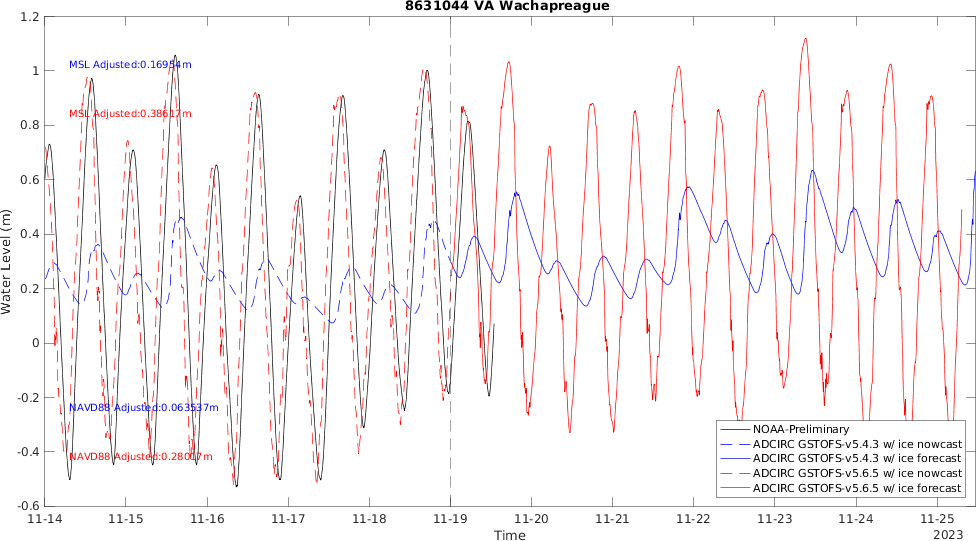 8631044 VA Wachapreague
Water Level (m)
1.2
1
0.8
0.6
0.4
0.2
0
-0.2
-0.4
-0.6
MSL Adjusted:0.16954m
MSL Adjusted:0.38617m
NAVD88 Adjusted:0.063537m
NAVD88 Adjusted:0.28017m
NOAA-Preliminary
ADCIRC GSTOFS-v5.4.3 w/ ice nowcast
ADCIRC GSTOFS-v5.4.3 w/ ice forecast
ADCIRC GSTOFS-v5.6.5 w/ ice nowcast
ADCIRC GSTOFS-v5.6.5 w/ ice forecast
11-14 11-15 11-16 11-17 11-18 11-19 11-20 11-21 11-22 11-23 11-24 11-25
Time
2023